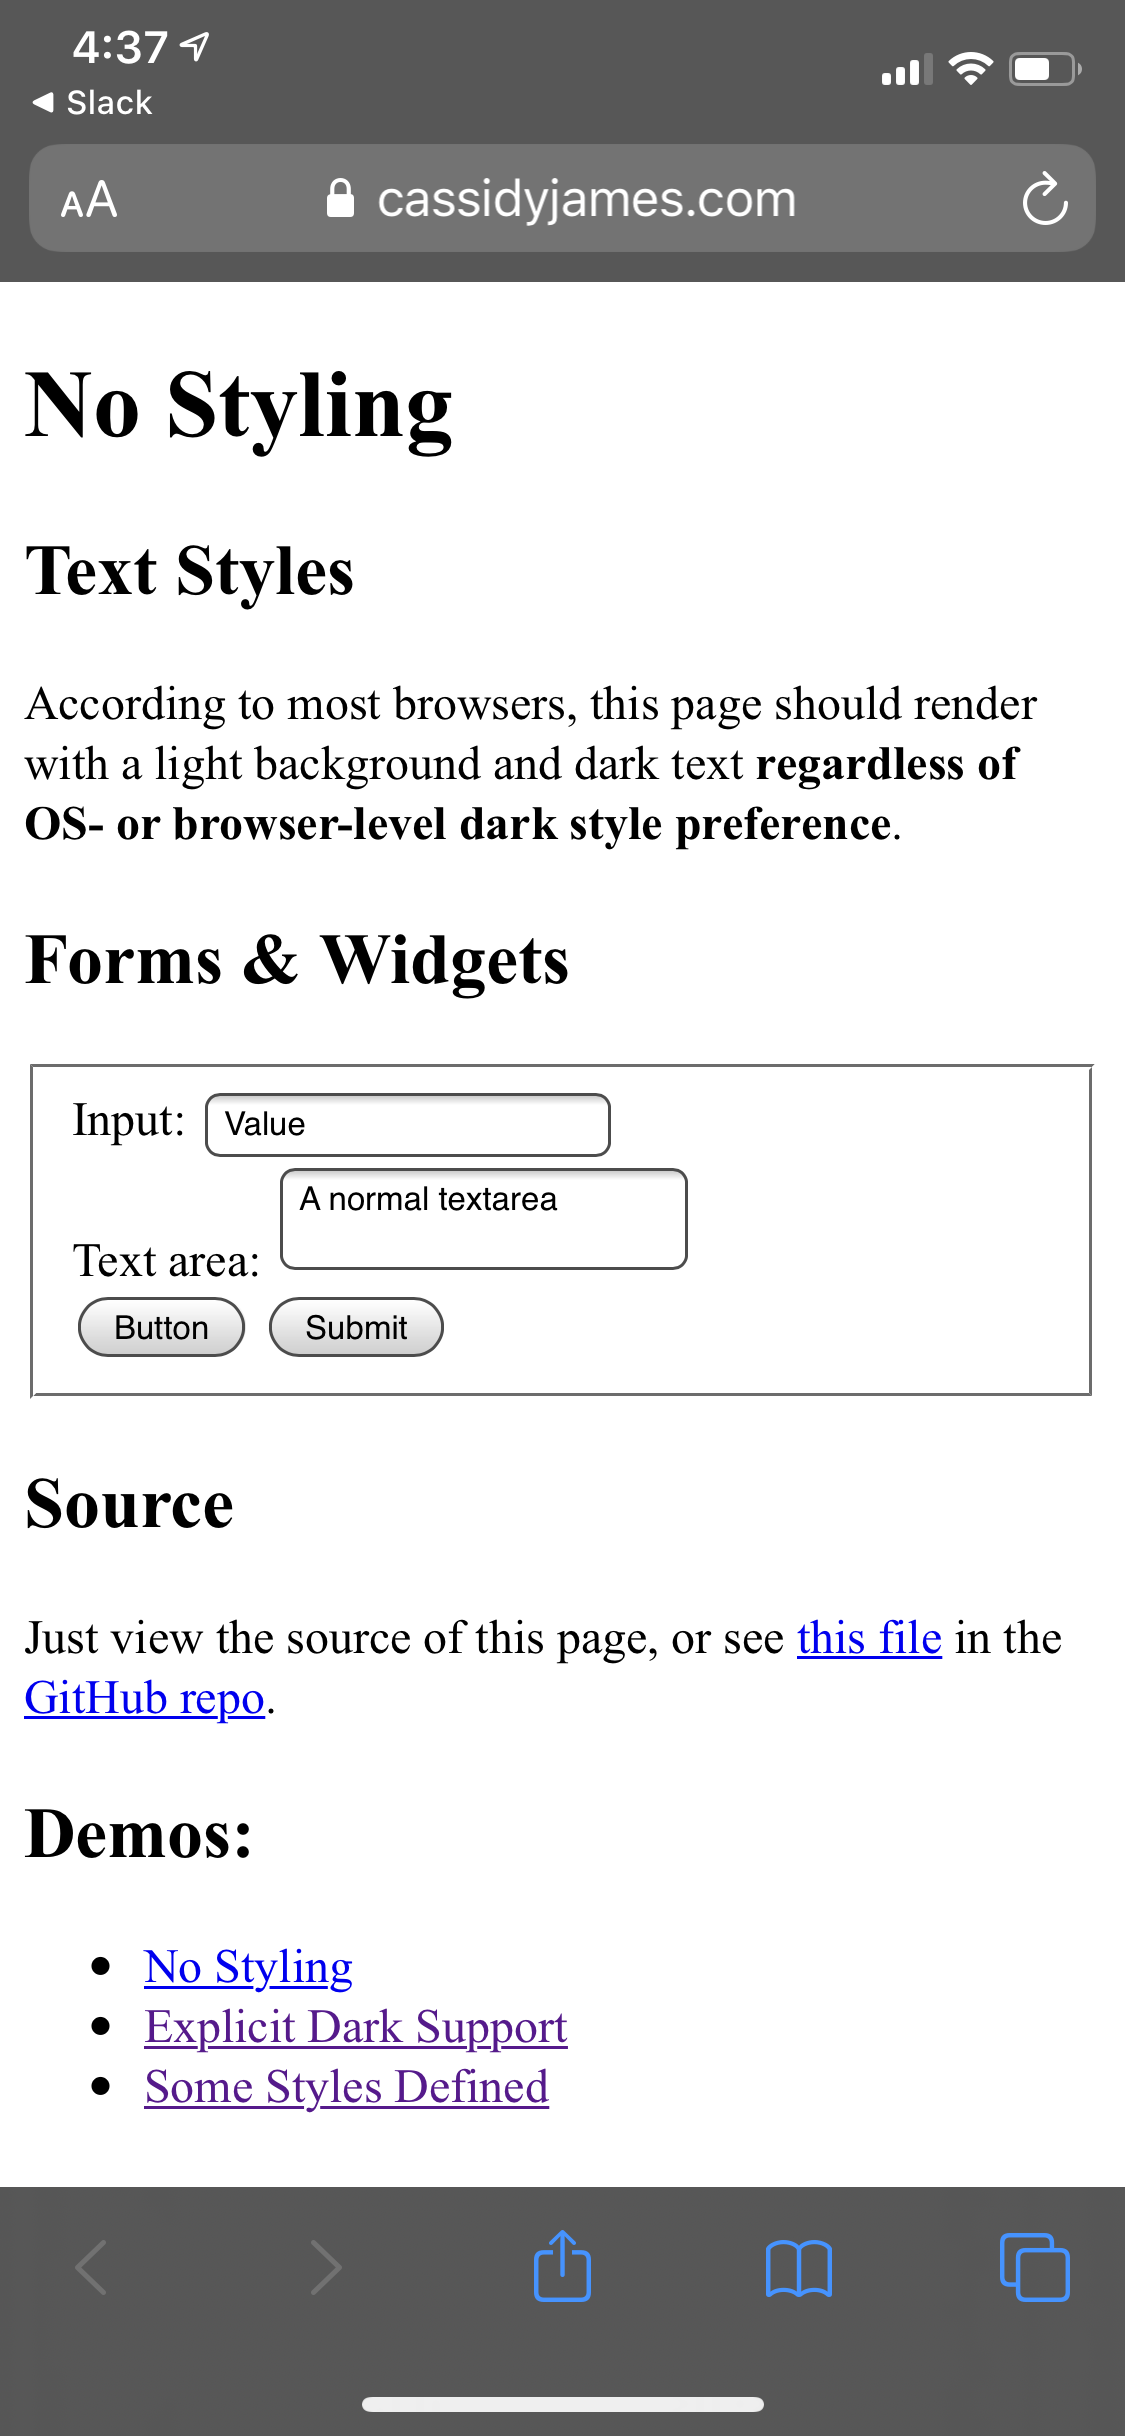 4:37
◀ Slack
AA cassidyjames.com
No Styling
Text Styles
According to most browsers, this page should render
with a light background and dark text regardless of
OS- or browser-level dark style preference.
Forms & Widgets
Input: Value
A normal textarea
Text area:
Button Submit
Source
Just view the source of this page, or see this file in the
GitHub repo.
Demos:
• No Styling
• Explicit Dark Support
• Some Styles Defined